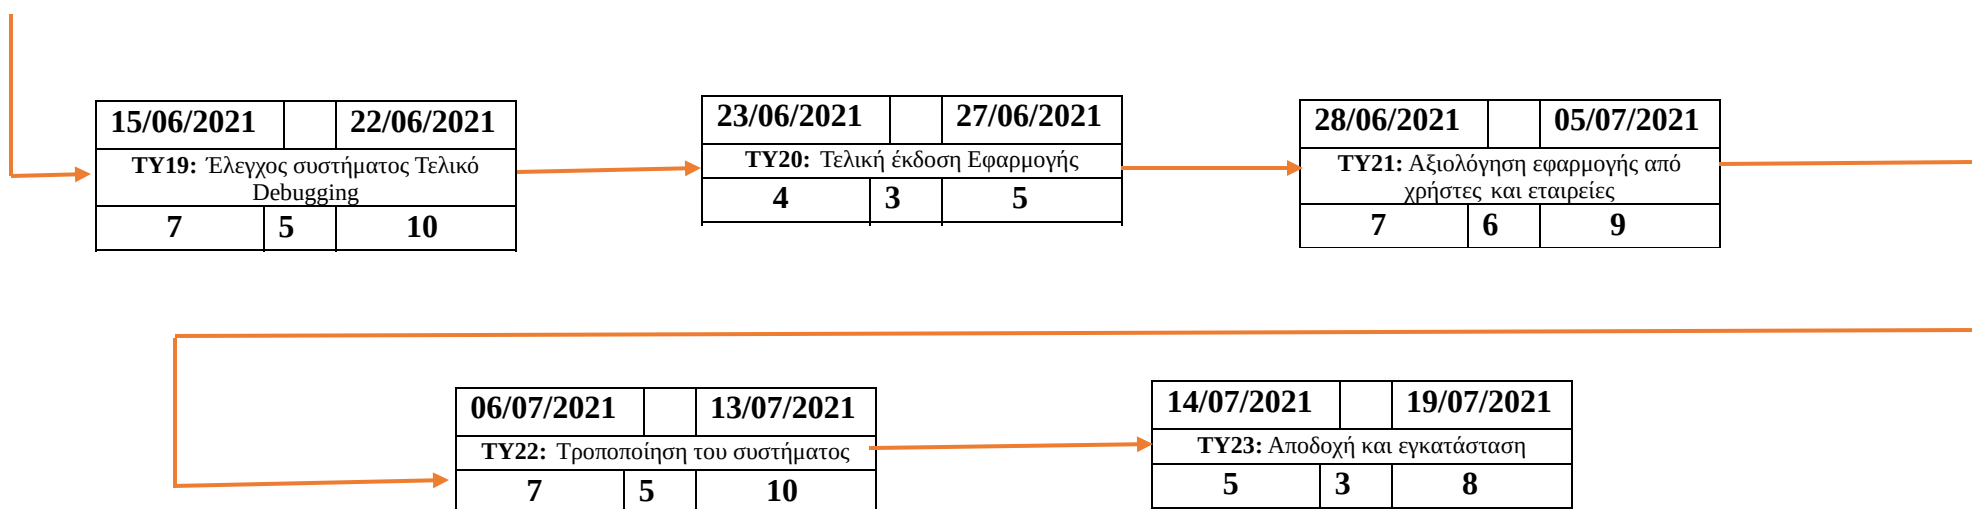 15/06/2021 22/06/2021
ΤΥ19: Έλεγχος συστήματος Τελικό
Debugging
7 5 10
23/06/2021 27/06/2021
ΤΥ20: Τελική έκδοση Εφαρμογής
4 3 5
28/06/2021 05/07/2021
ΤΥ21: Αξιολόγηση εφαρμογής από
χρήστες και εταιρείες
7 6 9
06/07/2021 13/07/2021
ΤΥ22: Τροποποίηση του συστήματος
7 5 10
14/07/2021 19/07/2021
ΤΥ23: Αποδοχή και εγκατάσταση
5 3 8